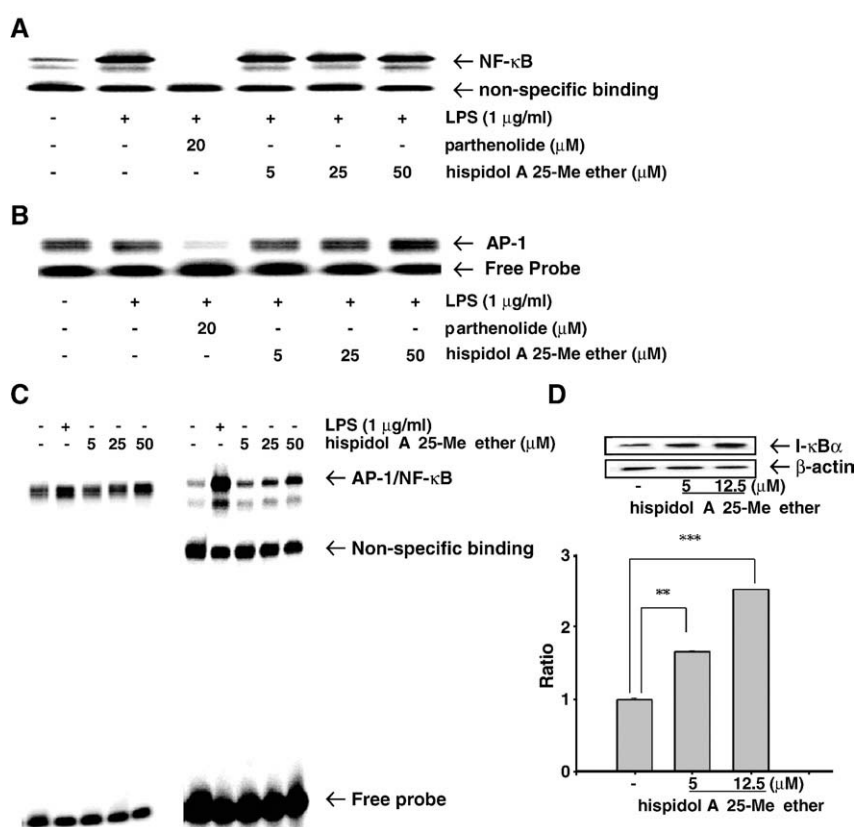 A
← NF-κB
← non-specific binding
- + + + + + LPS (1 μg/ml)
- - 20 - - - parthenolide (μM)
- - - 5 25 50 hispidol A 25-Me ether (μM)
B
← AP-1
← Free Probe
- + + + + + LPS (1 μg/ml)
- - 20 - - - parthenolide (μM)
- - - 5 25 50 hispidol A 25-Me ether (μM)
C
- + - - - - + - - - LPS (1 μg/ml)
- - 5 25 50 - - 5 25 50 hispidol A 25-Me ether (μM)
← AP-1/NF-κB
← Non-specific binding
← Free probe
D
← I-κBα
← β-actin
- 5 12.5 (μM)
hispidol A 25-Me ether
3
***
2
**
1
0
Ratio
- 5 12.5 (μM)
hispidol A 25-Me ether